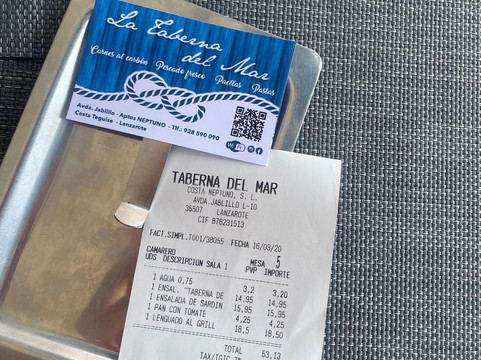 La Taberna
del Mar
Carnes al carbón Pescado fresco Paellas Pastas
Avda. Jabilillo - Aptos NEPTUNO - Tlf.: 928 590 090
Costa Teguise - Lanzarote
TABERNA DEL MAR
COSTA NEPTUNO, S. L.
AVDA.JABLILLO L-10
35507 LANZAROTE
CIF B76231513
FACT.SIMPL.T001/38055 FECHA 16/03/20
CAMARERO MESA 5
UDS DESCRIPCION SALA 1 PVP IMPORTE
1 AGUA 0,75 3,2 3,20
1 ENSAL. "TABERNA DE 14,95 14,95
1 ENSALADA DE SARDIN 15,95 15,95
1 PAN CON TOMATE 4,25 4,25
1 LENGUADO AL GRILL 18,5 18,50
TOTAL 53,13